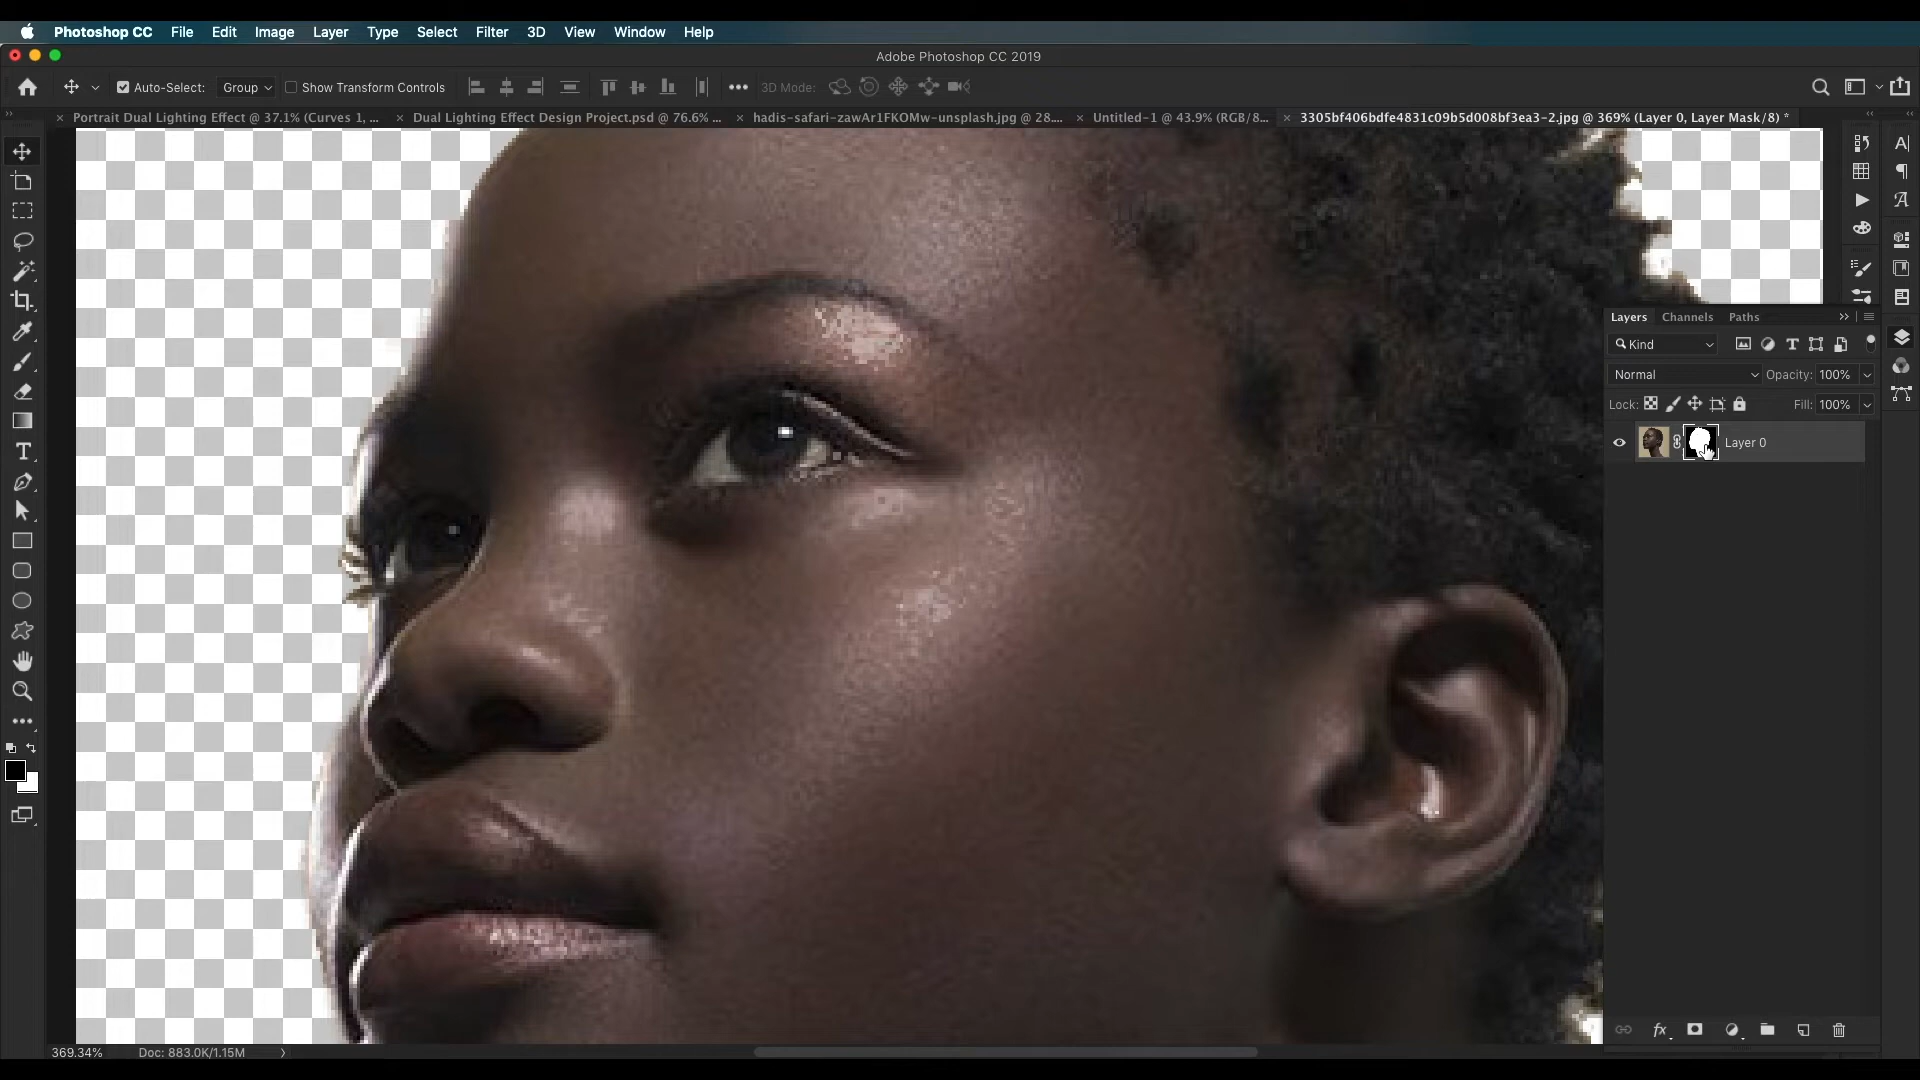 Photoshop CC File Edit Image Layer Type Select Filter 3D View Window Help
Adobe Photoshop CC 2019
Auto-Select: Group Show Transform Controls 3D Mode:
Portrait Dual Lighting Effect @ 37.1% (Curves 1, ...
Dual Lighting Effect Design Project.psd @ 76.6% ...
hadis-safari-zawAr1FKOMw-unsplash.jpg @ 28....
Untitled-1 @ 43.9% (RGB/8...
3305bf406bdfe4831c09b5d008bf3ea3-2.jpg @ 369% (Layer 0, Layer Mask/8) *
Layers Channels Paths
Kind
Normal Opacity: 100%
Lock: Fill: 100%
Layer 0
fx
369.34% Doc: 883.0K/1.15M